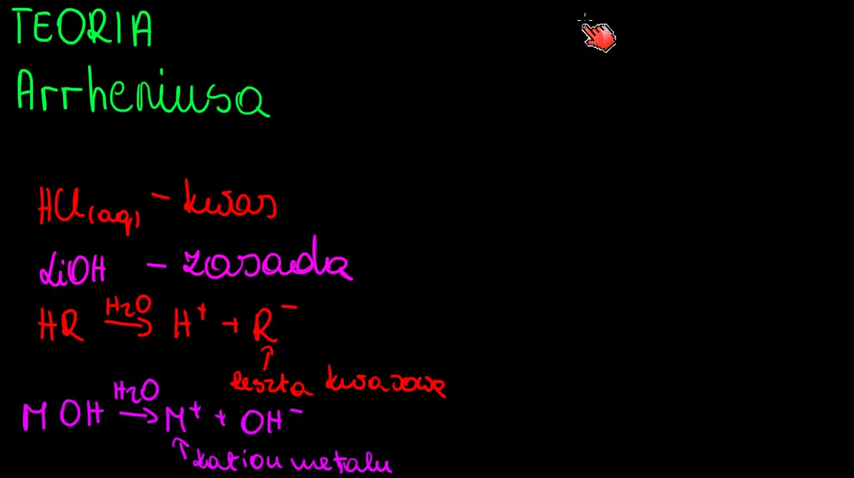 TEORIA
Arrheniusa
HCl(aq) - kwas
LiOH - zasada
H2O
HR → H+ + R-
↑
reszta kwasowa
H2O
MOH → M+ + OH-
↑ kation metalu